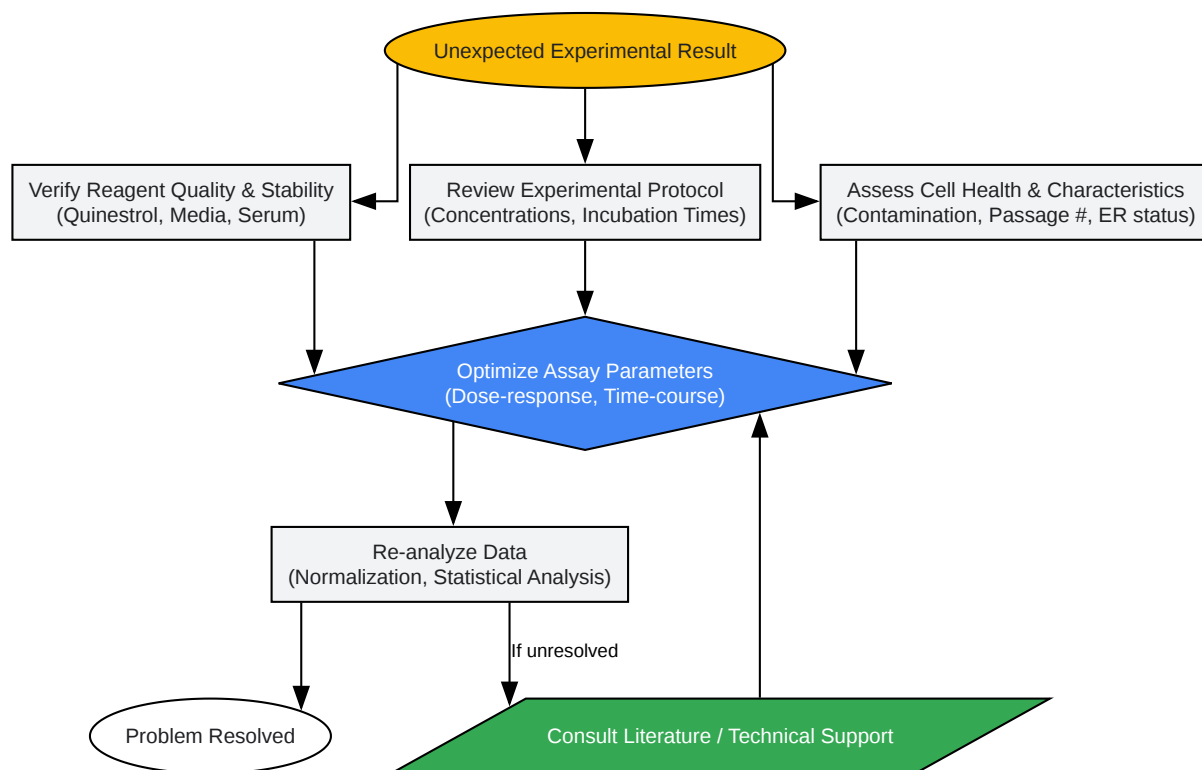 Unexpected Experimental Result
Verify Reagent Quality & Stability
(Quinestrol, Media, Serum)
Review Experimental Protocol
(Concentrations, Incubation Times)
Assess Cell Health & Characteristics
(Contamination, Passage #, ER status)
Optimize Assay Parameters
(Dose-response, Time-course)
Re-analyze Data
(Normalization, Statistical Analysis)
If unresolved
Problem Resolved
Consult Literature / Technical Support